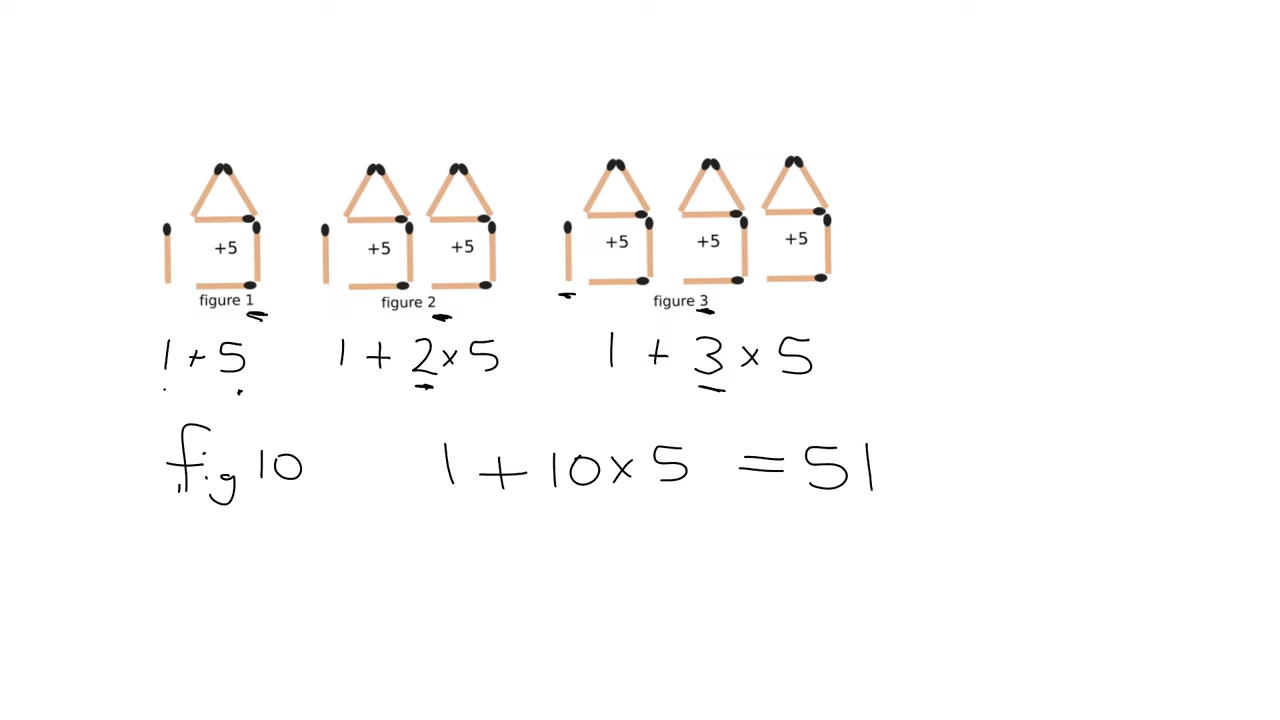 +5 +5 +5 +5 +5 +5
figure 1 figure 2 figure 3
1 + 5 1 + 2 × 5 1 + 3 × 5
fig 10 1 + 10 × 5 = 51